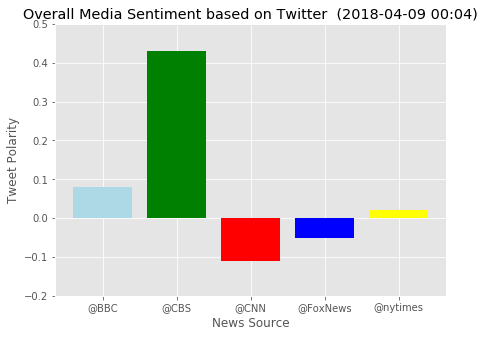 Overall Media Sentiment based on Twitter  (2018-04-09 00:04)
Tweet Polarity
0.5
0.4
0.3
0.2
0.1
0.0
−0.1
−0.2
@BBC @CBS @CNN @FoxNews @nytimes
News Source